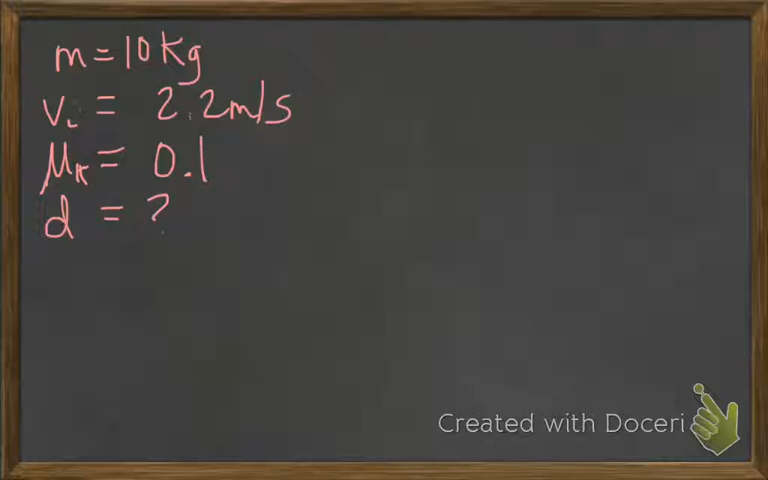 m = 10 Kg
vᵢ = 2.2 m/s
μₖ = 0.1
d = ?
Created with Doceri